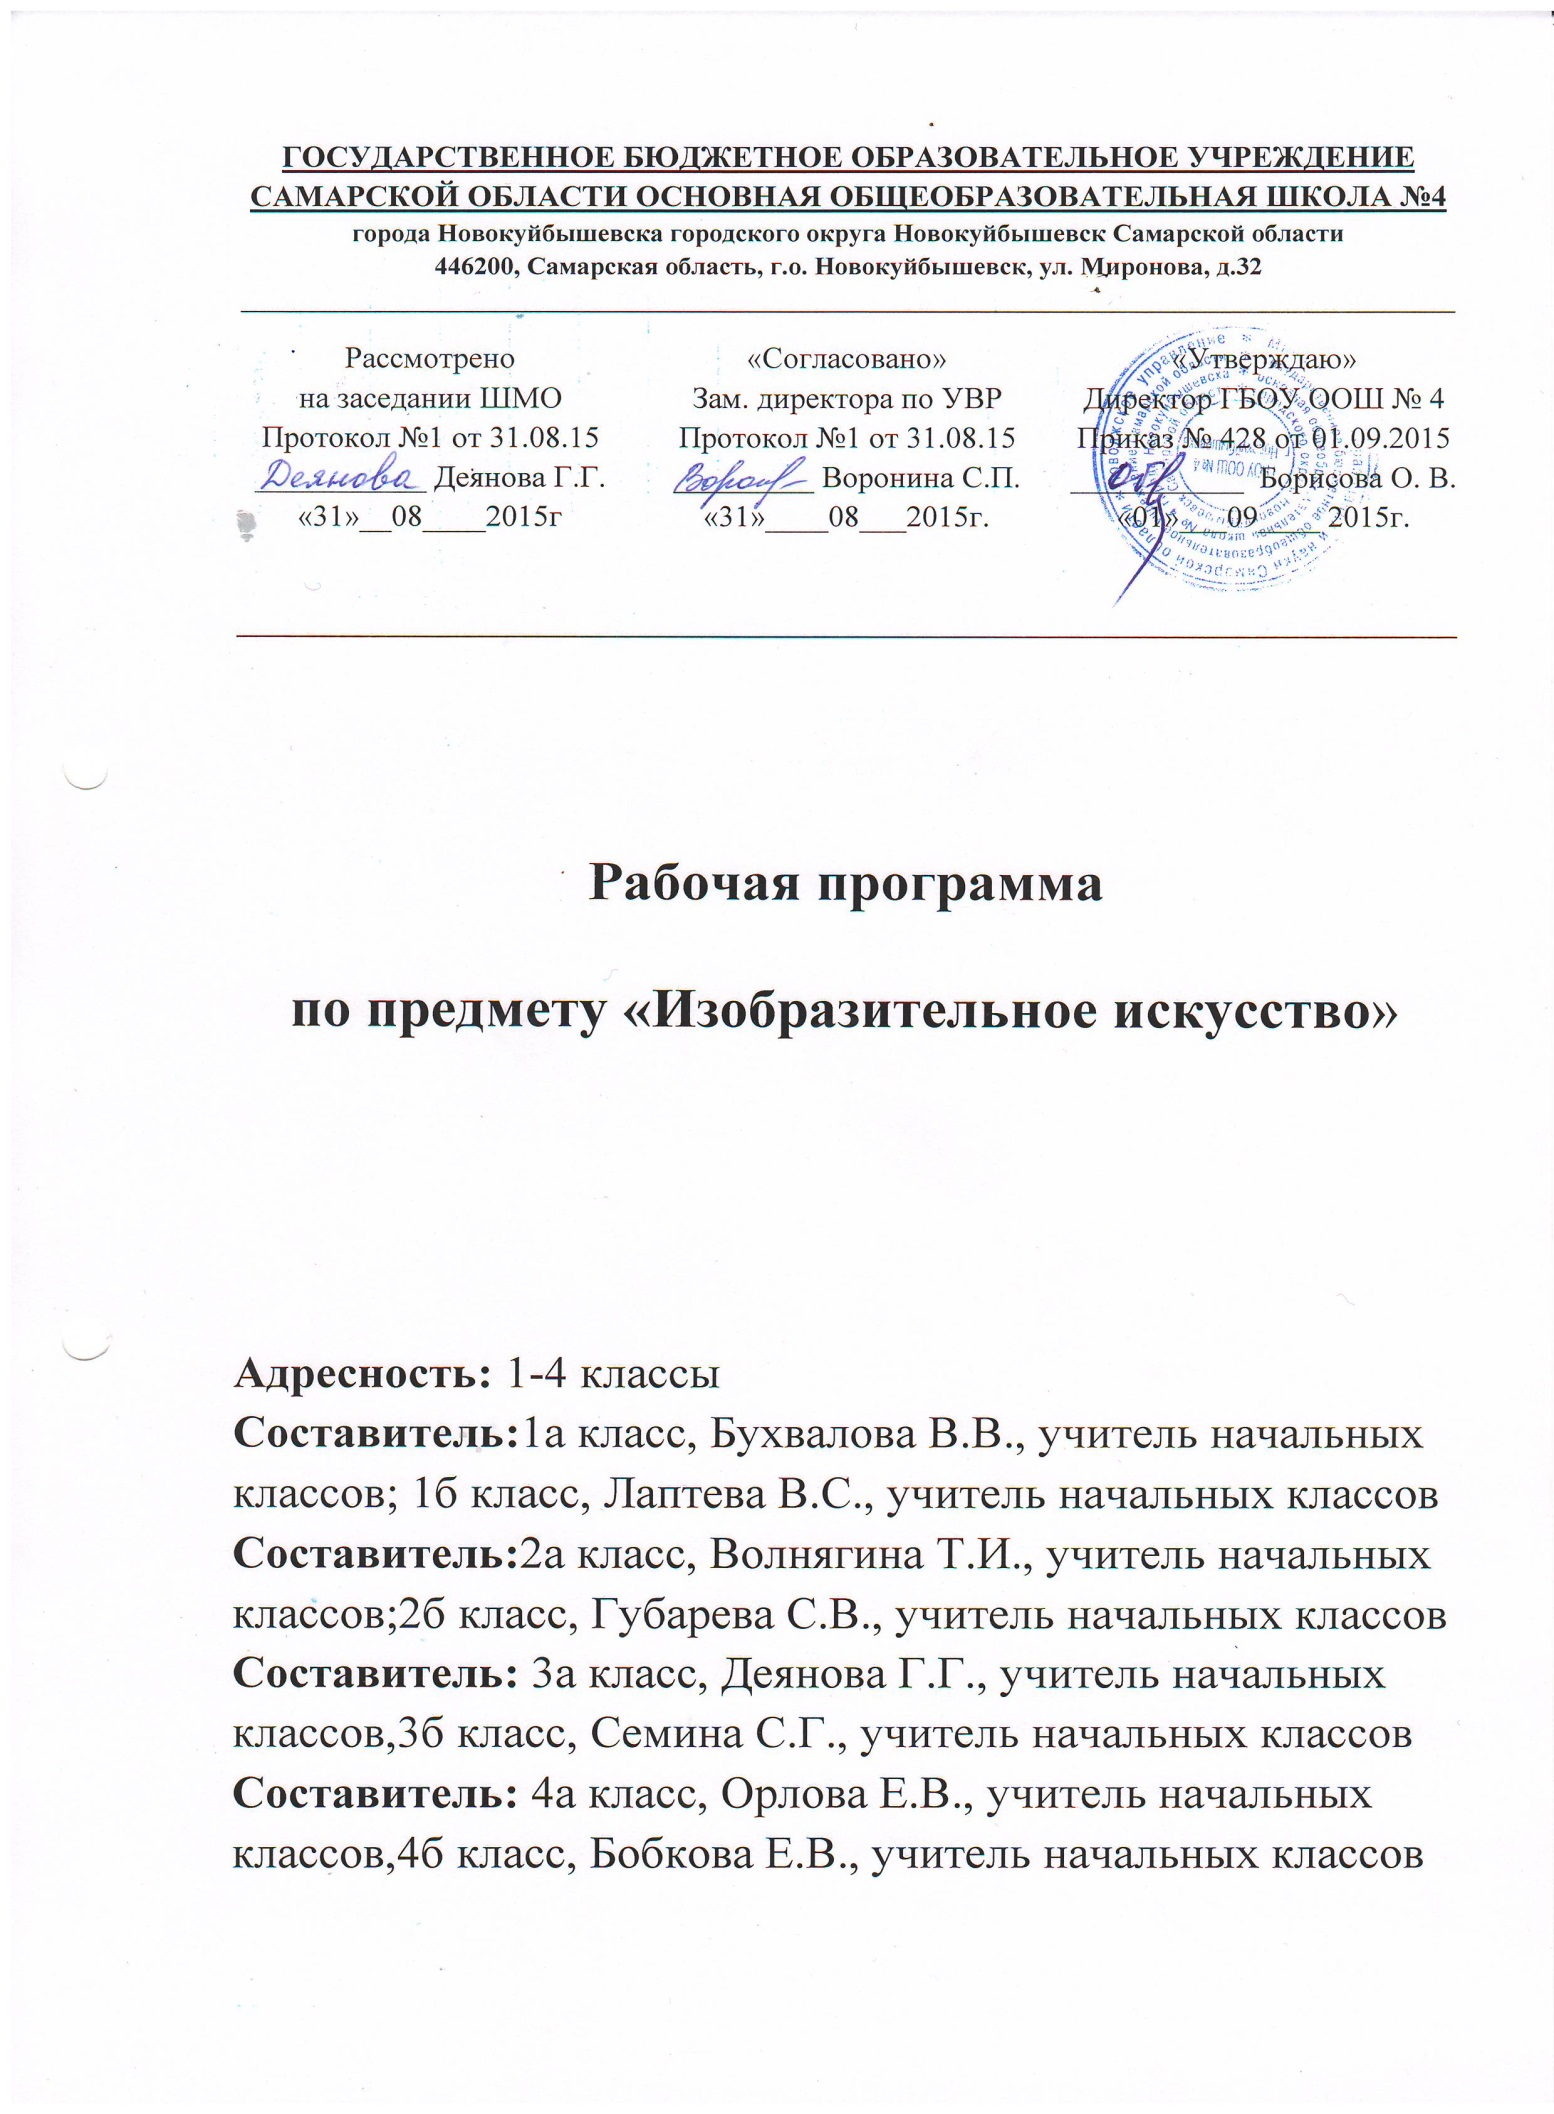 ГОСУДАРСТВЕННОЕ БЮДЖЕТНОЕ ОБРАЗОВАТЕЛЬНОЕ УЧРЕЖДЕНИЕ
САМАРСКОЙ ОБЛАСТИ ОСНОВНАЯ ОБЩЕОБРАЗОВАТЕЛЬНАЯ ШКОЛА №4
города Новокуйбышевска городского округа Новокуйбышевск Самарской области
446200, Самарская область, г.о. Новокуйбышевск, ул. Миронова, д.32
Рассмотрено
на заседании ШМО
Протокол №1 от 31.08.15
Деянова Деянова Г.Г.
«31»__08____2015г
«Согласовано»
Зам. директора по УВР
Протокол №1 от 31.08.15
_________ Воронина С.П.
«31»____08___2015г.
«Утверждаю»
Директор ГБОУ ООШ № 4
Приказ № 428 от 01.09.2015
___________ Борисова О. В.
«01»___09____2015г.
Рабочая программа
по предмету «Изобразительное искусство»
Адресность: 1-4 классы
Составитель:1а класс, Бухвалова В.В., учитель начальных
классов; 1б класс, Лаптева В.С., учитель начальных классов
Составитель:2а класс, Волнягина Т.И., учитель начальных
классов;2б класс, Губарева С.В., учитель начальных классов
Составитель: 3а класс, Деянова Г.Г., учитель начальных
классов,3б класс, Семина С.Г., учитель начальных классов
Составитель: 4а класс, Орлова Е.В., учитель начальных
классов,4б класс, Бобкова Е.В., учитель начальных классов